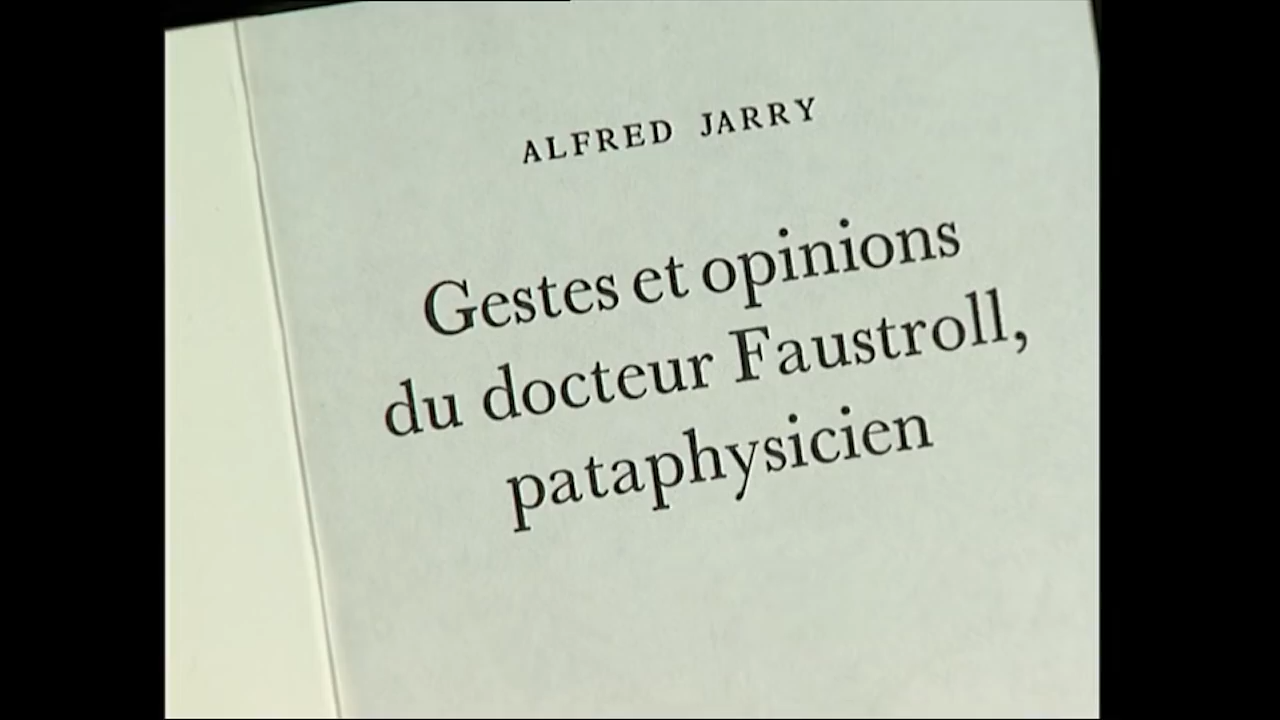 ALFRED JARRY
Gestes et opinions
du docteur Faustroll,
pataphysicien